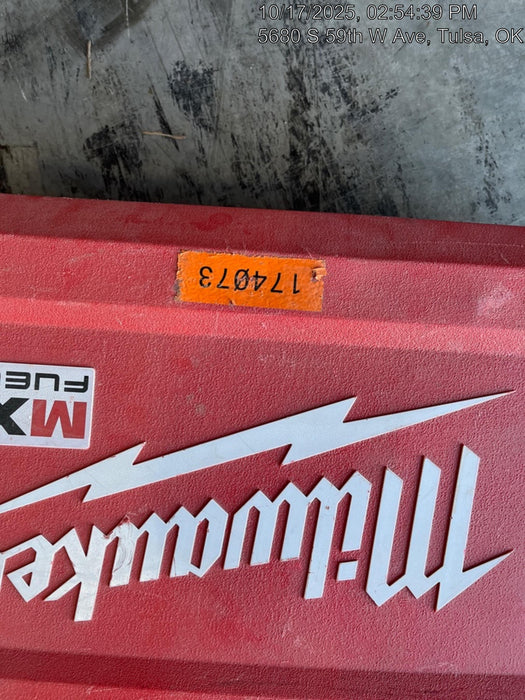 10/17/2025, 02:54:39 PM
5680 S 59th W Ave, Tulsa, OK
174073
MX
FUEL
Milwaukee